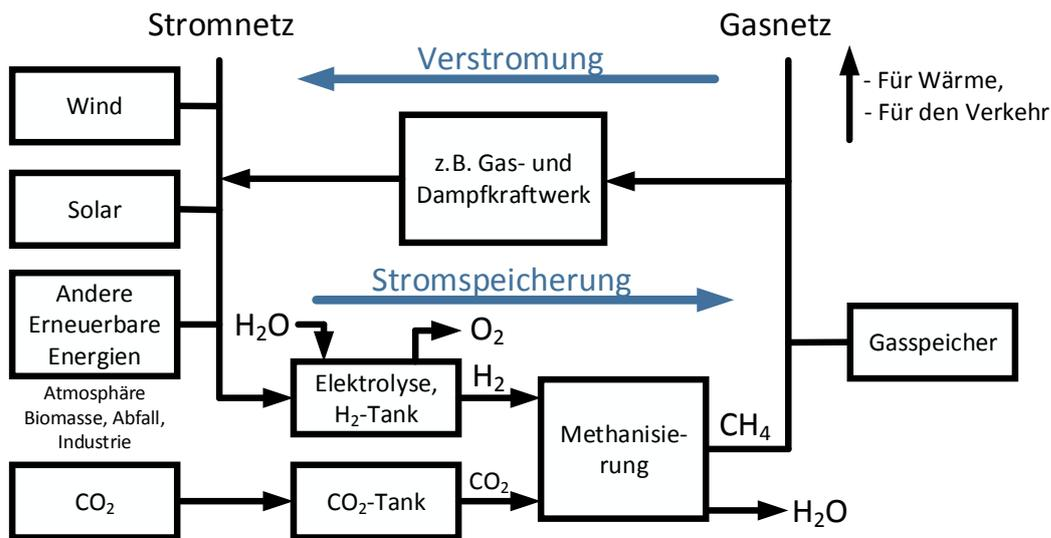 Stromnetz
Gasnetz
Verstromung
- Für Wärme,
- Für den Verkehr
Wind
z.B. Gas- und
Dampfkraftwerk
Solar
Stromspeicherung
Andere
Erneuerbare
Energien
H₂O
O₂
Gasspeicher
Elektrolyse,
H₂-Tank
H₂
Atmosphäre
Biomasse, Abfall,
Industrie
Methanisie-
rung
CH₄
CO₂
CO₂-Tank
CO₂
H₂O